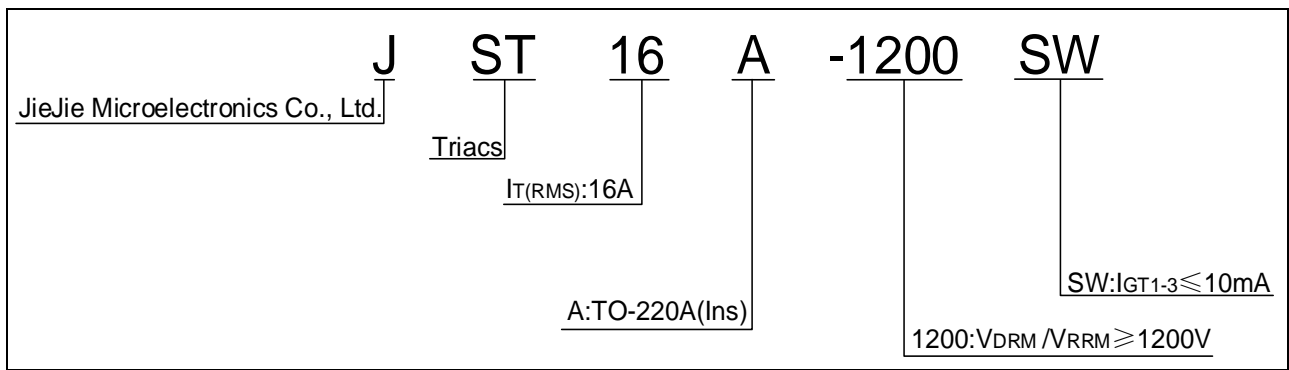 J ST 16 A -1200 SW
JieJie Microelectronics Co., Ltd.
Triacs
IT(RMS):16A
SW:IGT1-3≤10mA
A:TO-220A(Ins)
1200:VDRM /VRRM≥1200V